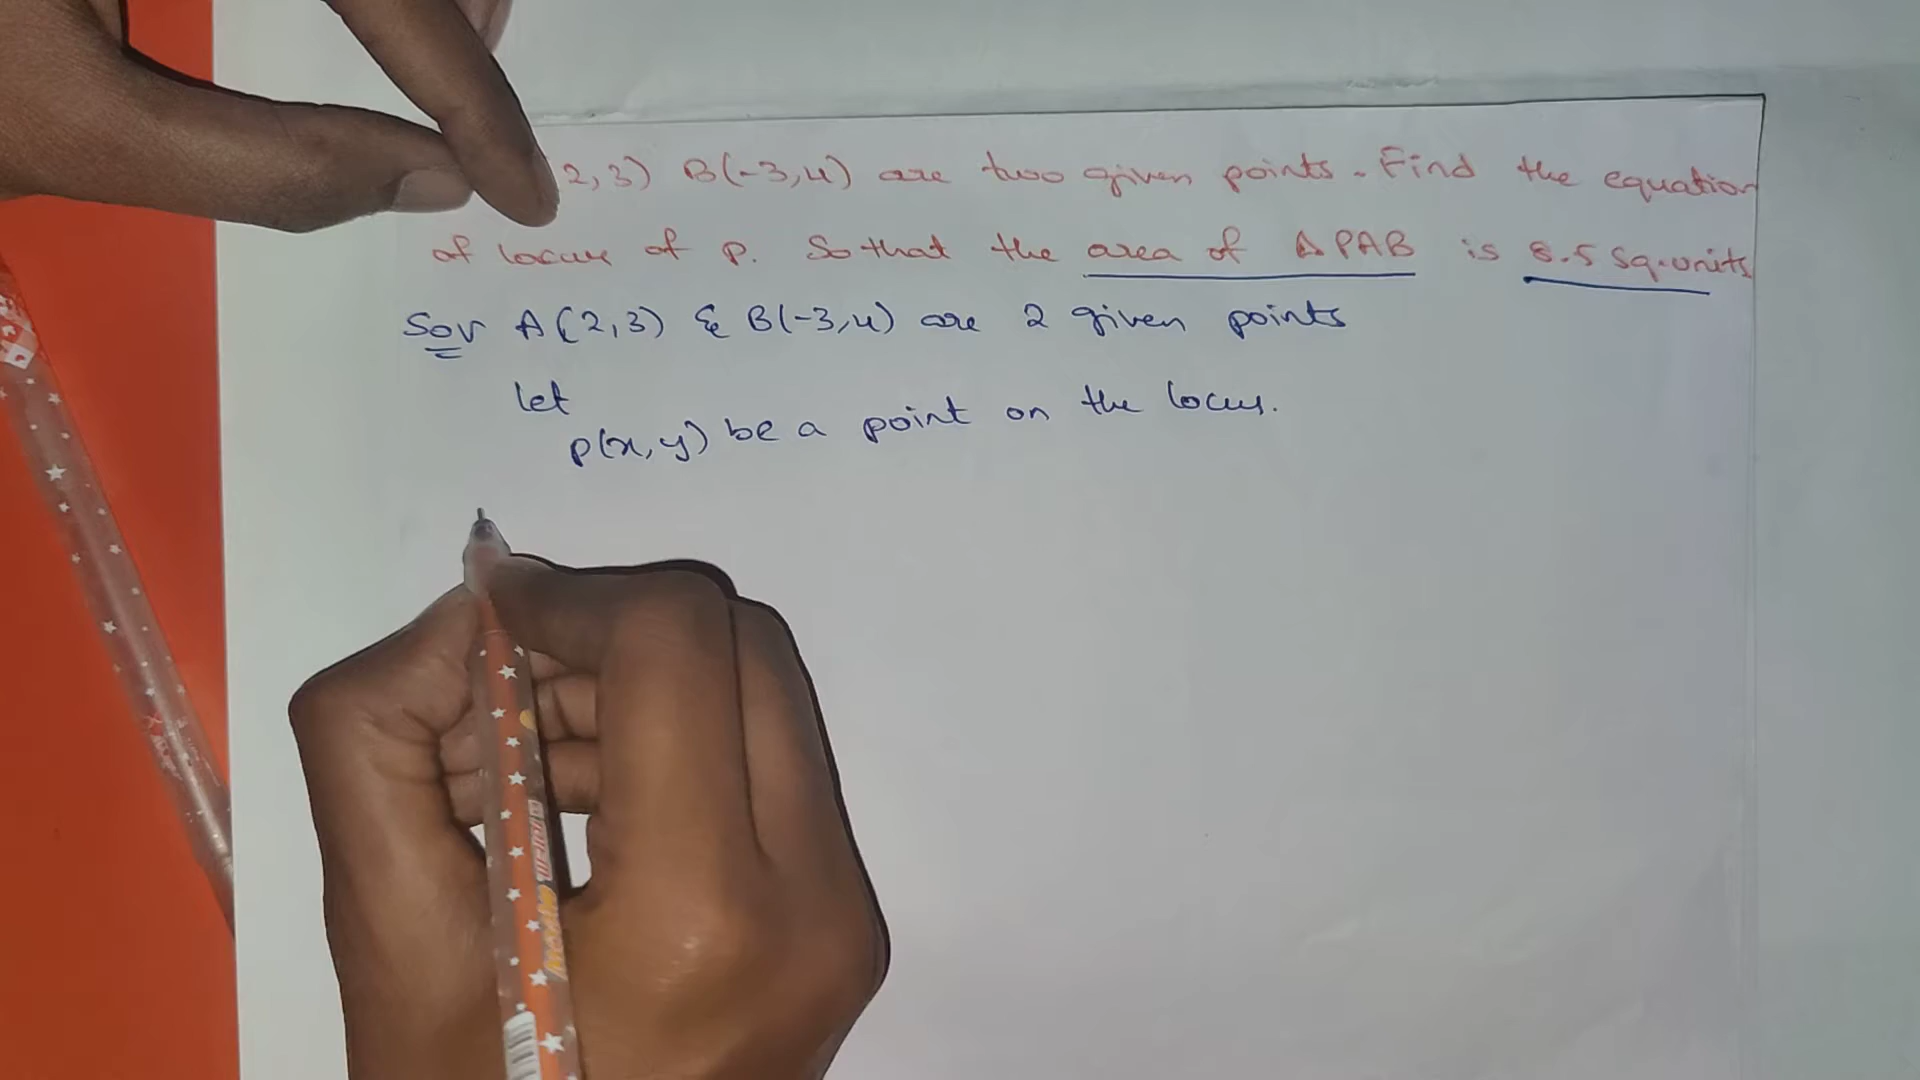 2,3) B(-3,4) are two given points. Find the equation
of locus of P. So that the area of Δ PAB is 8.5 sq.units
Sol A(2,3) & B(-3,4) are 2 given points
let
P(x,y) be a point on the locus.